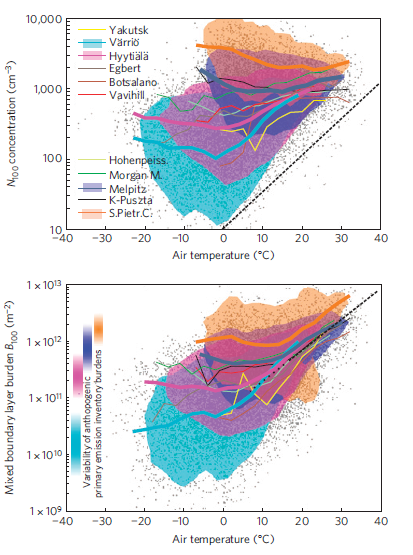 10,000
1,000
100
10
N100 concentration (cm−3)
Yakutsk
Värriö
Hyytiälä
Egbert
Botsalano
Vavihill
Hohenpeiss.
Morgan M.
Melpitz
K-Puszta
S.Pietr.C.
−40 −30 −20 −10 0 10 20 30 40
Air temperature (°C)
1 × 10¹³
1 × 10¹²
1 × 10¹¹
1 × 10¹⁰
1 × 10⁹
Mixed boundary layer burden B100 (m−2)
Variability of anthropogenic
primary emission inventory burdens
−40 −30 −20 −10 0 10 20 30 40
Air temperature (°C)